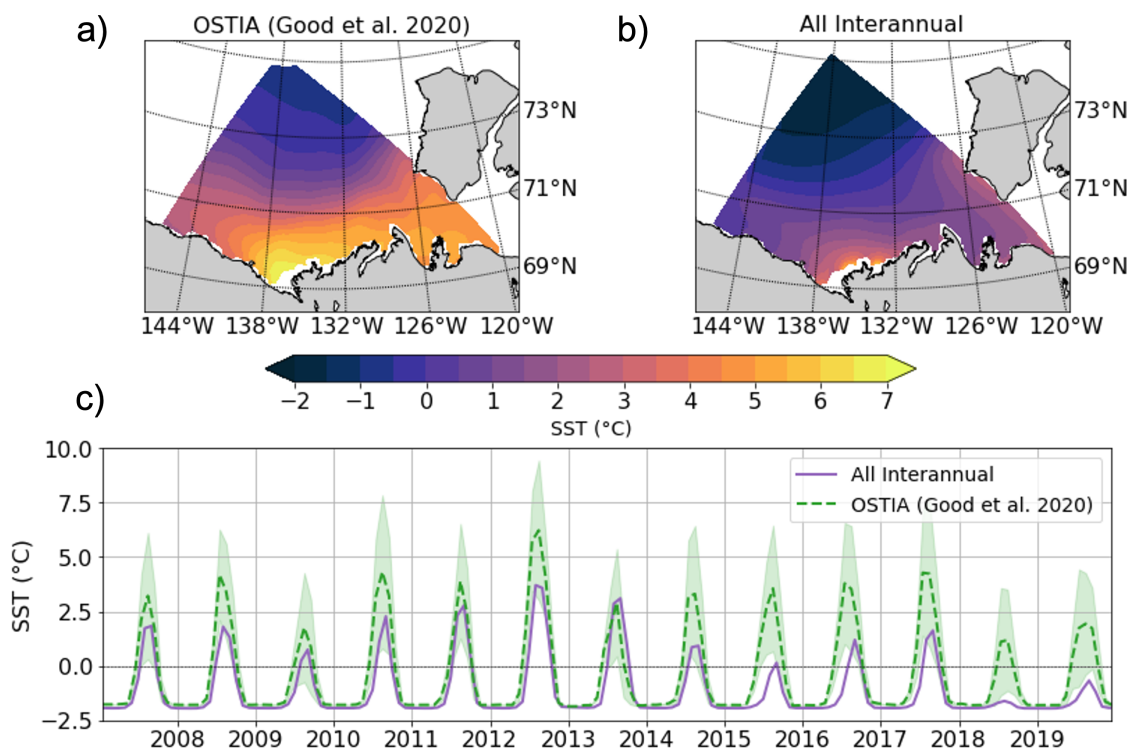 a)
OSTIA (Good et al. 2020)
b)
All Interannual
73°N
71°N
69°N
144°W 138°W 132°W 126°W 120°W
73°N
71°N
69°N
144°W 138°W 132°W 126°W 120°W
−2 −1 0 1 2 3 4 5 6 7
SST (°C)
c)
All Interannual
OSTIA (Good et al. 2020)
SST (°C)
10.0
7.5
5.0
2.5
0.0
−2.5
2008 2009 2010 2011 2012 2013 2014 2015 2016 2017 2018 2019